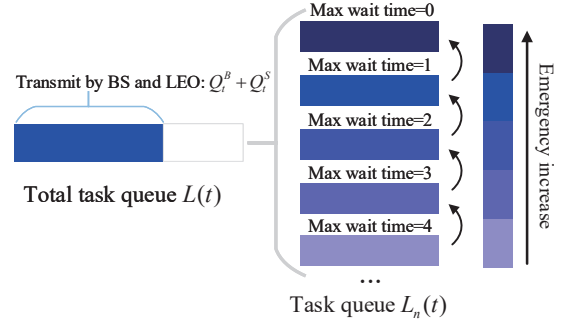 Transmit by BS and LEO: $Q_t^B + Q_t^S$
Total task queue $L(t)$
Max wait time=0
Max wait time=1
Max wait time=2
Max wait time=3
Max wait time=4
...
Task queue $L_n(t)$
Emergency increase